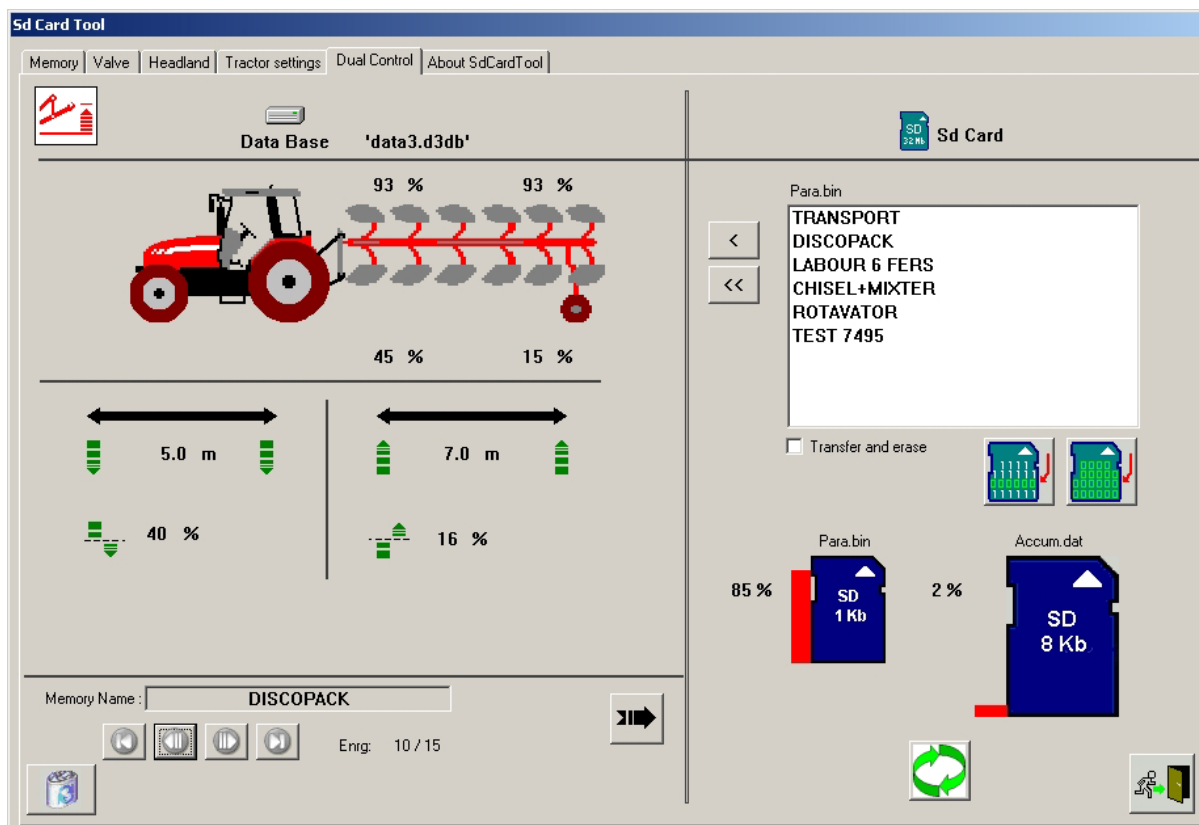 Sd Card Tool
Memory Valve Headland Tractor settings Dual Control About SdCardTool
Data Base 'data3.d3db'
93 % 93 %
45 % 15 %
5.0 m 7.0 m
40 % 16 %
Memory Name : DISCOPACK
Enrg: 10 / 15
SD
32 Mb
Sd Card
Para.bin
<
<<
TRANSPORT
DISCOPACK
LABOUR 6 FERS
CHISEL+MIXTER
ROTAVATOR
TEST 7495
Transfer and erase
Para.bin
85 %
SD
1 Kb
Accum.dat
2 %
SD
8 Kb